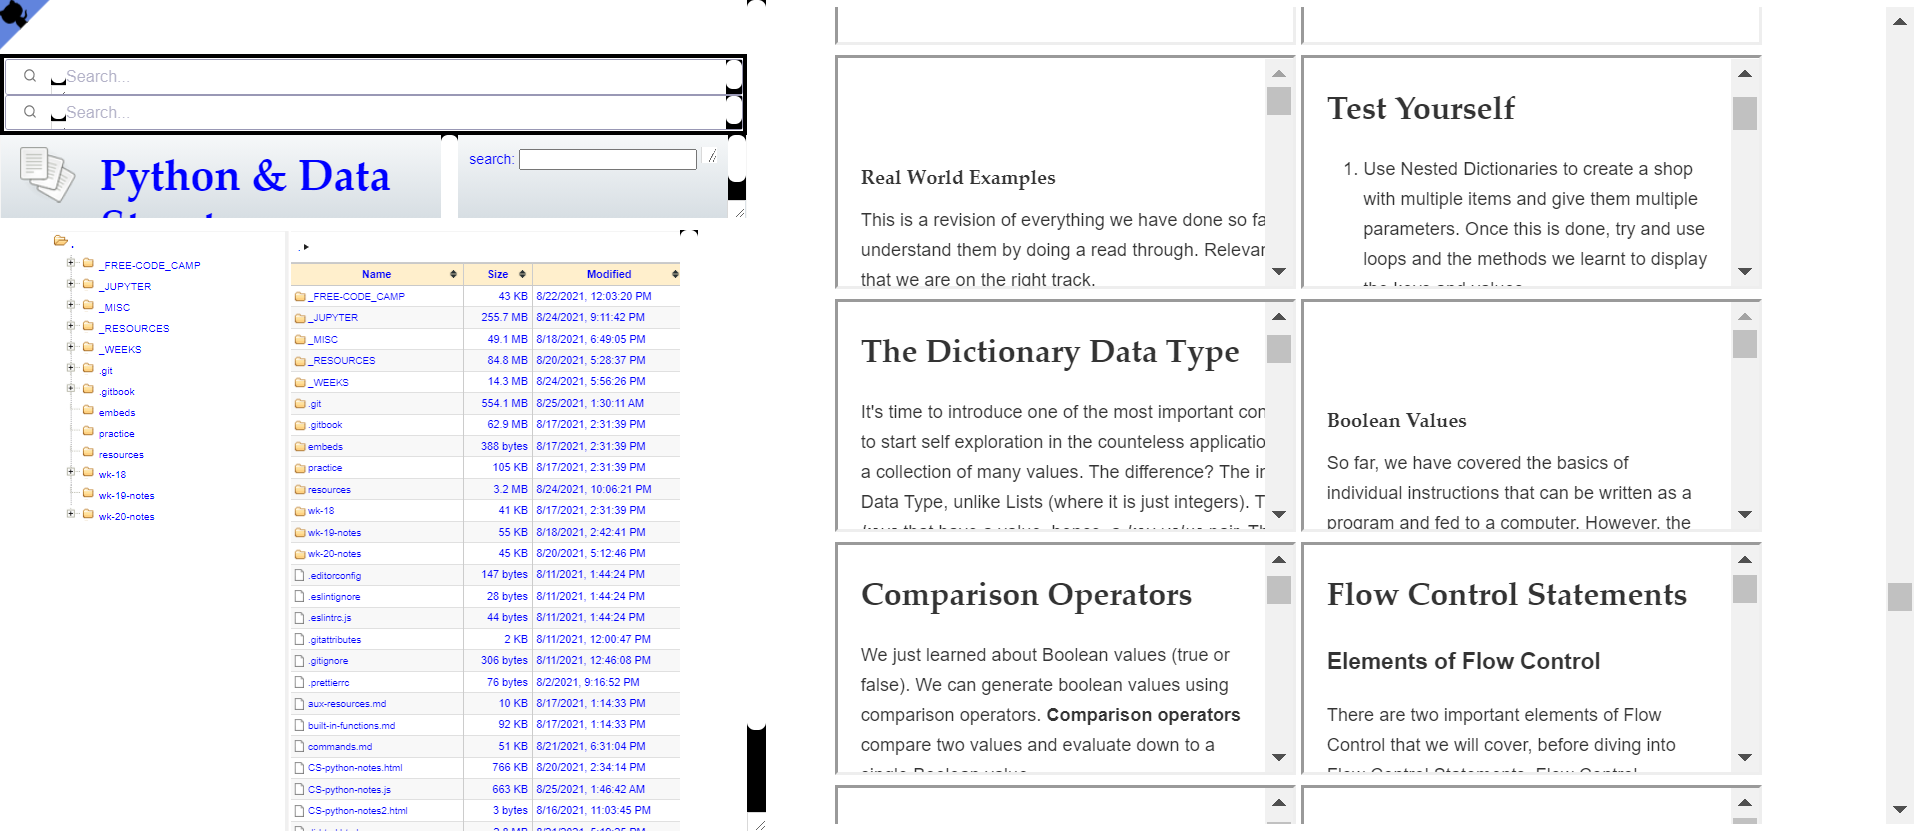 Search...
Search...
Python & Data
search:
.
_FREE-CODE_CAMP
_JUPYTER
_MISC
_RESOURCES
_WEEKS
.git
.gitbook
embeds
practice
resources
wk-18
wk-19-notes
wk-20-notes
.
Name Size Modified
_FREE-CODE_CAMP 43 KB 8/22/2021, 12:03:20 PM
_JUPYTER 255.7 MB 8/24/2021, 9:11:42 PM
_MISC 49.1 MB 8/18/2021, 6:49:05 PM
_RESOURCES 84.8 MB 8/20/2021, 5:28:37 PM
_WEEKS 14.3 MB 8/24/2021, 5:56:26 PM
.git 554.1 MB 8/25/2021, 1:30:11 AM
.gitbook 62.9 MB 8/17/2021, 2:31:39 PM
embeds 388 bytes 8/17/2021, 2:31:39 PM
practice 105 KB 8/17/2021, 2:31:39 PM
resources 3.2 MB 8/24/2021, 10:06:21 PM
wk-18 41 KB 8/17/2021, 2:31:39 PM
wk-19-notes 55 KB 8/18/2021, 2:42:41 PM
wk-20-notes 45 KB 8/20/2021, 5:12:46 PM
.editorconfig 147 bytes 8/11/2021, 1:44:24 PM
.eslintignore 28 bytes 8/11/2021, 1:44:24 PM
.eslintrc.js 44 bytes 8/11/2021, 1:44:24 PM
.gitattributes 2 KB 8/11/2021, 12:00:47 PM
.gitignore 306 bytes 8/11/2021, 12:46:08 PM
.prettierrc 76 bytes 8/2/2021, 9:16:52 PM
aux-resources.md 10 KB 8/17/2021, 1:14:33 PM
built-in-functions.md 92 KB 8/17/2021, 1:14:33 PM
commands.md 51 KB 8/21/2021, 6:31:04 PM
CS-python-notes.html 766 KB 8/20/2021, 2:34:14 PM
CS-python-notes.js 663 KB 8/25/2021, 1:46:42 AM
CS-python-notes2.html 3 bytes 8/16/2021, 11:03:45 PM
Real World Examples
This is a revision of everything we have done so fa
understand them by doing a read through. Relevan
that we are on the right track.
Test Yourself
1. Use Nested Dictionaries to create a shop
with multiple items and give them multiple
parameters. Once this is done, try and use
loops and the methods we learnt to display
the keys and values
The Dictionary Data Type
It's time to introduce one of the most important con
to start self exploration in the counteless applicatio
a collection of many values. The difference? The in
Data Type, unlike Lists (where it is just integers). T
Boolean Values
So far, we have covered the basics of
individual instructions that can be written as a
program and fed to a computer. However, the
Comparison Operators
We just learned about Boolean values (true or
false). We can generate boolean values using
comparison operators. Comparison operators
compare two values and evaluate down to a
single Boolean value
Flow Control Statements
Elements of Flow Control
There are two important elements of Flow
Control that we will cover, before diving into
Flow Control Statements. Flow Control